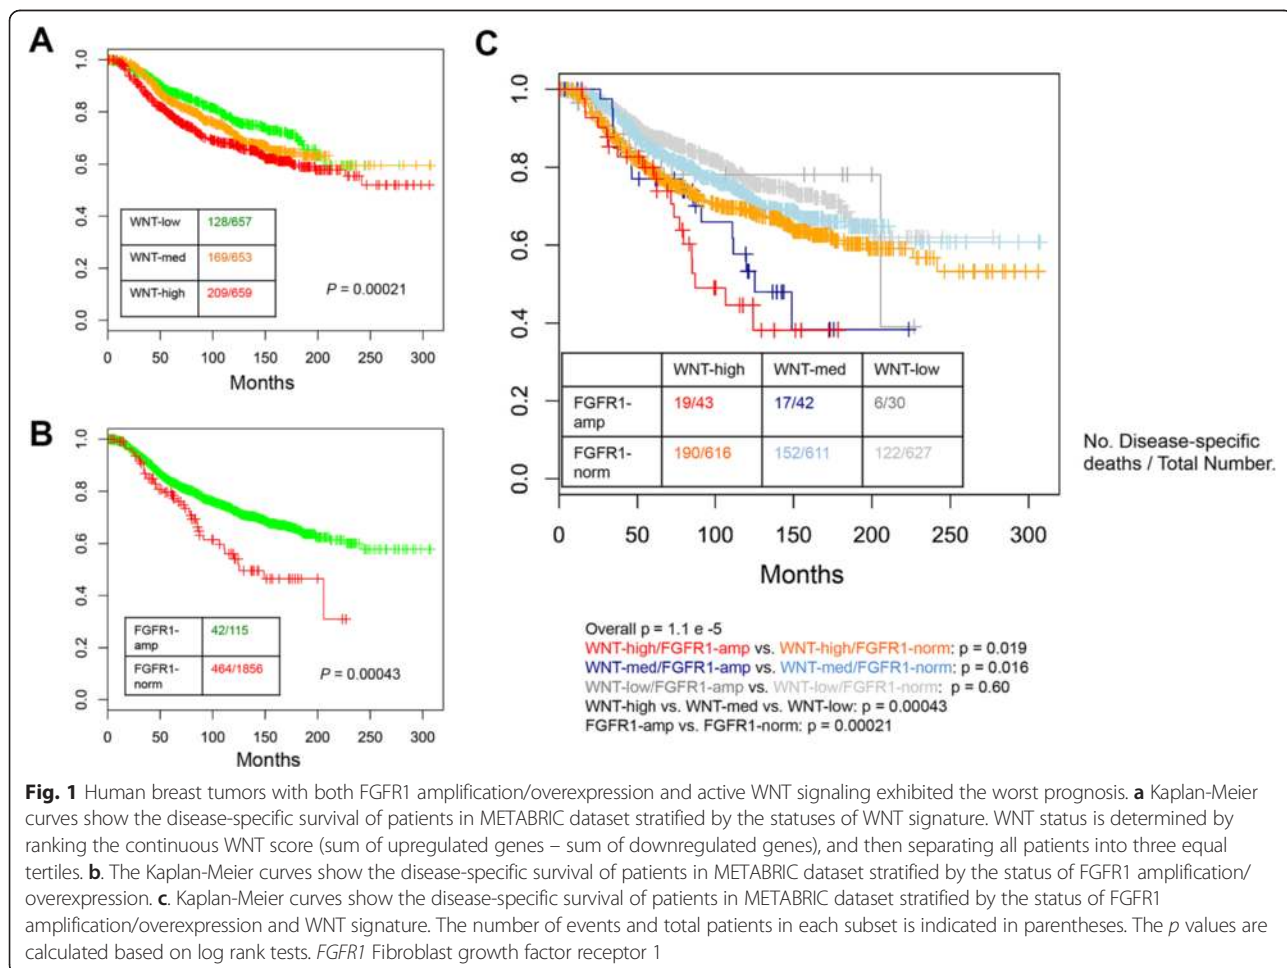 A
1.0
0.8
0.6
0.4
0.2
0.0
WNT-low 128/657
WNT-med 169/653
WNT-high 209/659
P = 0.00021
0 50 100 150 200 250 300
Months
B
1.0
0.8
0.6
0.4
0.2
0.0
FGFR1-
amp 42/115
FGFR1-
norm 464/1856
P = 0.00043
0 50 100 150 200 250 300
Months
C
1.0
0.8
0.6
0.4
0.2
0.0
WNT-high WNT-med WNT-low
FGFR1-
amp 19/43 17/42 6/30
FGFR1-
norm 190/616 152/611 122/627
0 50 100 150 200 250 300
Months
No. Disease-specific
deaths / Total Number.
Overall p = 1.1 e -5
WNT-high/FGFR1-amp vs. WNT-high/FGFR1-norm: p = 0.019
WNT-med/FGFR1-amp vs. WNT-med/FGFR1-norm: p = 0.016
WNT-low/FGFR1-amp vs. WNT-low/FGFR1-norm: p = 0.60
WNT-high vs. WNT-med vs. WNT-low: p = 0.00043
FGFR1-amp vs. FGFR1-norm: p = 0.00021
Fig. 1 Human breast tumors with both FGFR1 amplification/overexpression and active WNT signaling exhibited the worst prognosis. a Kaplan-Meier
curves show the disease-specific survival of patients in METABRIC dataset stratified by the statuses of WNT signature. WNT status is determined by
ranking the continuous WNT score (sum of upregulated genes – sum of downregulated genes), and then separating all patients into three equal
tertiles. b. The Kaplan-Meier curves show the disease-specific survival of patients in METABRIC dataset stratified by the status of FGFR1 amplification/
overexpression. c. Kaplan-Meier curves show the disease-specific survival of patients in METABRIC dataset stratified by the status of FGFR1
amplification/overexpression and WNT signature. The number of events and total patients in each subset is indicated in parentheses. The p values are
calculated based on log rank tests. FGFR1 Fibroblast growth factor receptor 1